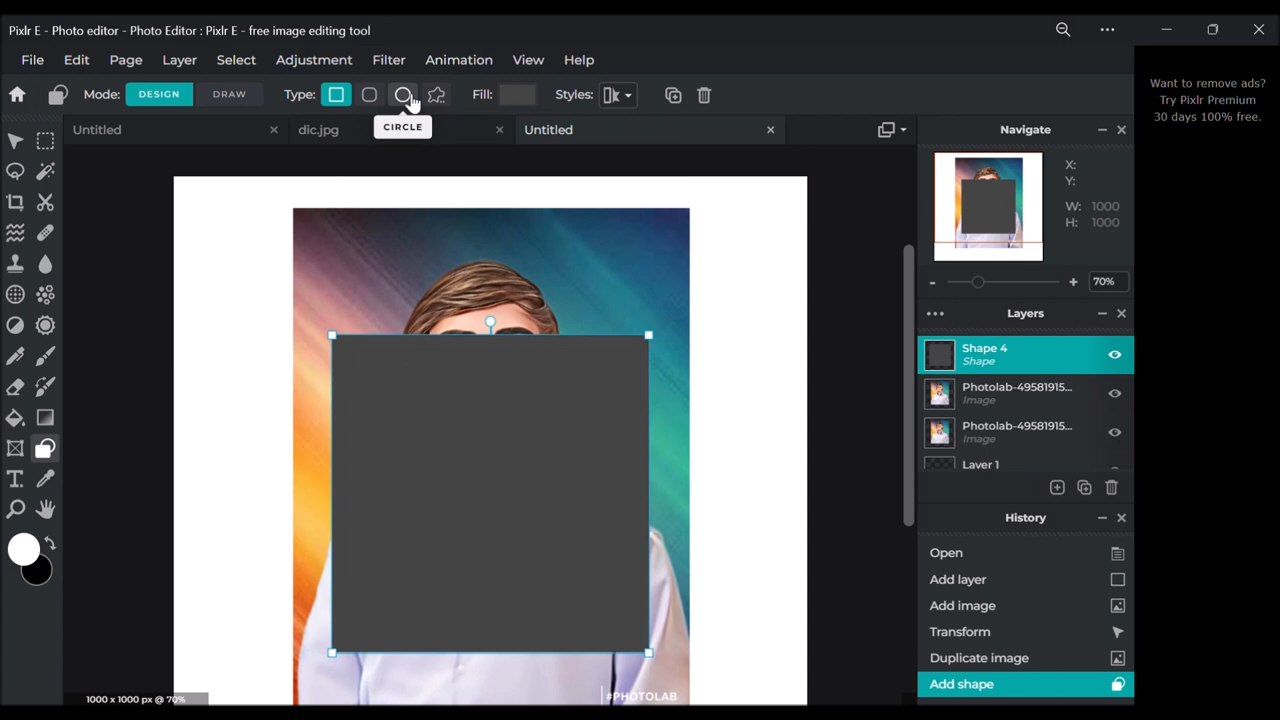 Pixlr E - Photo editor - Photo Editor : Pixlr E - free image editing tool
File Edit Page Layer Select Adjustment Filter Animation View Help
Mode: DESIGN DRAW Type: Fill: Styles:
CIRCLE
Untitled dic.jpg Untitled
Want to remove ads?
Try Pixlr Premium
30 days 100% free.
Navigate
X:
Y:
W: 1000
H: 1000
70%
Layers
Shape 4
Shape
Photolab-49581915...
Image
Photolab-49581915...
Image
Layer 1
History
Open
Add layer
Add image
Transform
Duplicate image
Add shape
#PHOTOLAB
1000 x 1000 px @ 70%